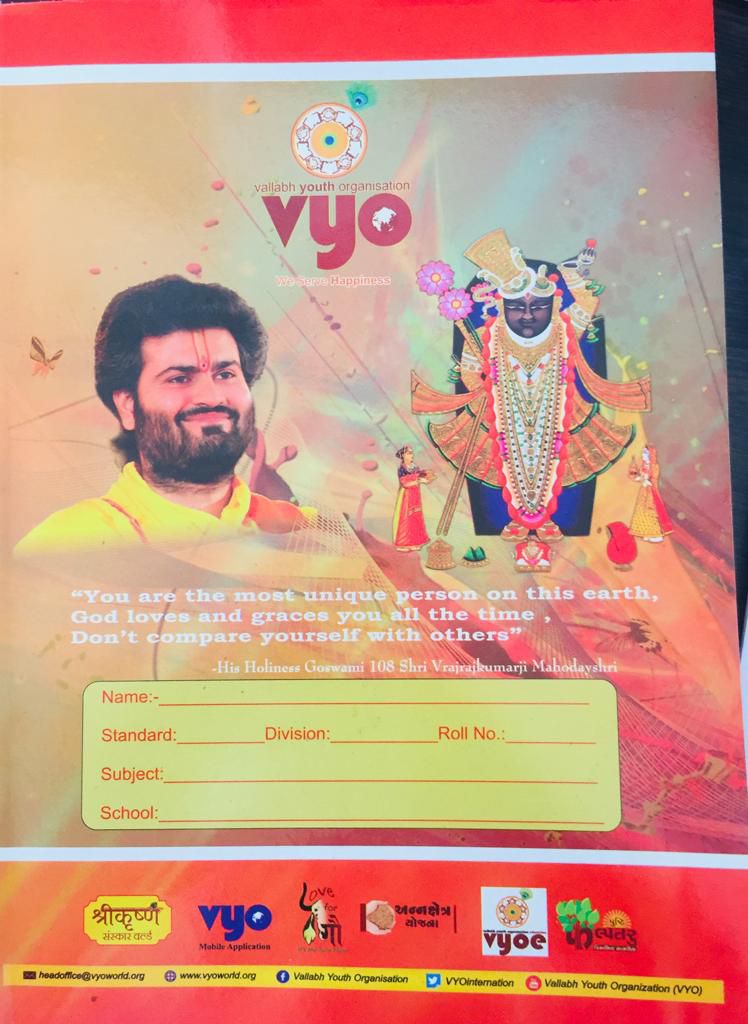 vallabh youth organisation
vyo
We Serve Happiness
“You are the most unique person on this earth,
God loves and graces you all the time ,
Don’t compare yourself with others”
-His Holiness Goswami 108 Shri Vrajrajkumarji Mahodayshri
Name:-
Standard: Division: Roll No.:
Subject:
School:
श्रीकृष्ण
संस्कार वर्ल्ड
vyo
Mobile Application
Love
for
गौ
અન્નક્ષેત્ર
યોજના
vyoe
headoffice@vyoworld.org www.vyoworld.org Vallabh Youth Organisation VYOinternation Vallabh Youth Organization (VYO)